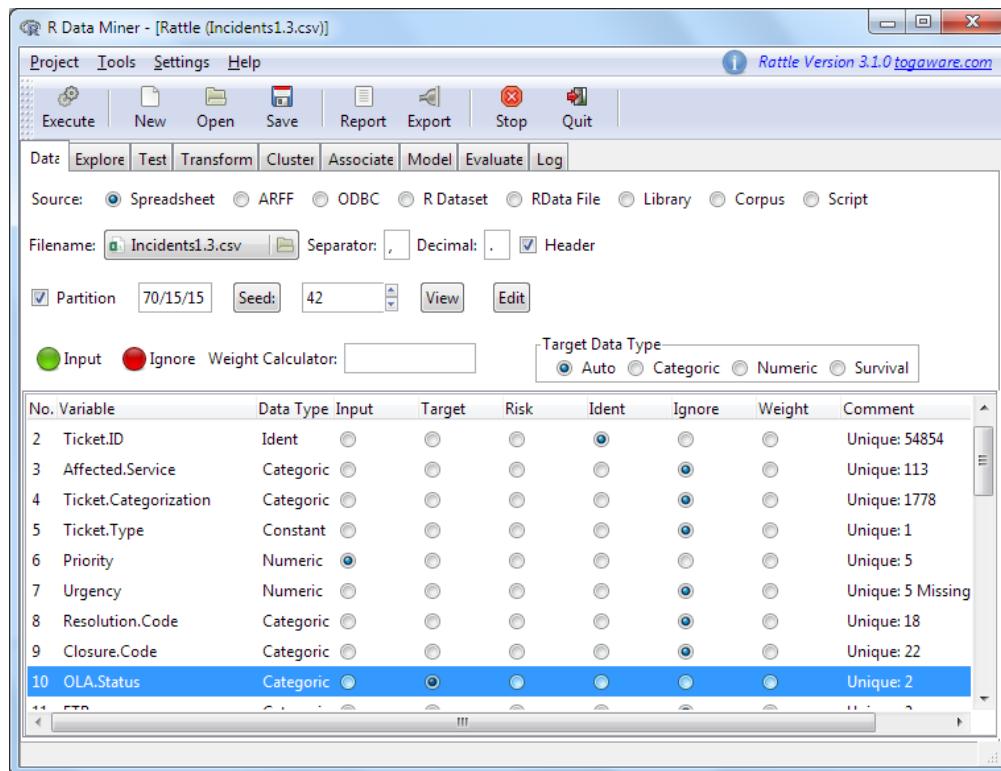 R Data Miner - [Rattle (Incidents1.3.csv)]
Project Tools Settings Help Rattle Version 3.1.0 togaware.com
Execute New Open Save Report Export Stop Quit
Data Explore Test Transform Cluster Associate Model Evaluate Log
Source: Spreadsheet ARFF ODBC R Dataset RData File Library Corpus Script
Filename: Incidents1.3.csv Separator: , Decimal: . Header
Partition 70/15/15 Seed: 42 View Edit
Input Ignore Weight Calculator:
Target Data Type
Auto Categoric Numeric Survival
No. Variable Data Type Input Target Risk Ident Ignore Weight Comment
2 Ticket.ID Ident Unique: 54854
3 Affected.Service Categoric Unique: 113
4 Ticket.Categorization Categoric Unique: 1778
5 Ticket.Type Constant Unique: 1
6 Priority Numeric Unique: 5
7 Urgency Numeric Unique: 5 Missing
8 Resolution.Code Categoric Unique: 18
9 Closure.Code Categoric Unique: 22
10 OLA.Status Categoric Unique: 2